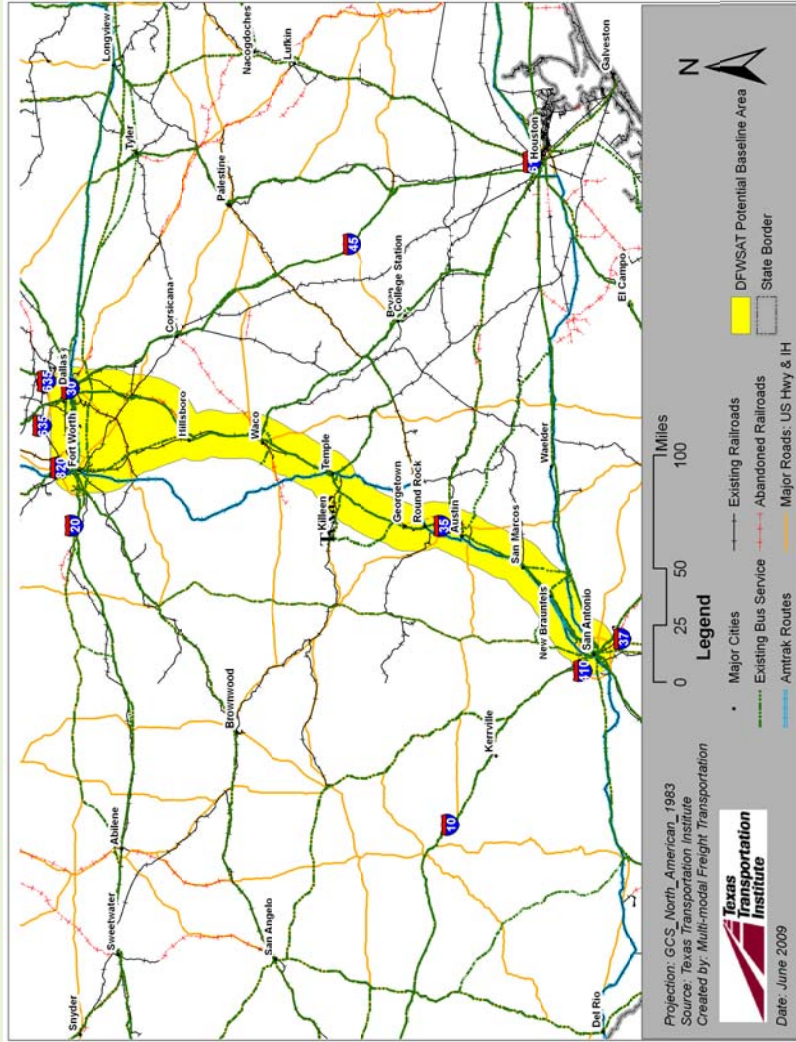 Snyder
Sweetwater
Abilene
San Angelo
Brownwood
Del Rio
Kerrville
10
20
820
635
635
30
Fort Worth
Dallas
Hillsboro
Waco
Temple
Killeen
Georgetown
Round Rock
35
Austin
San Marcos
New Braunfels
San Antonio
37
Waelder
Corsicana
Tyler
Longview
Palestine
Nacogdoches
Lufkin
45
Bryan
College Station
Houston
El Campo
Galveston
Projection: GCS_North_American_1983
Source: Texas Transportation Institute
Created by: Multi-modal Freight Transportation
Texas
Transportation
Institute
Date: June 2009
0 25 50 100
Miles
Legend
Major Cities
Existing Bus Service
Amtrak Routes
Existing Railroads
Abandoned Railroads
Major Roads: US Hwy & IH
DFWSAT Potential Baseline Area
State Border
N